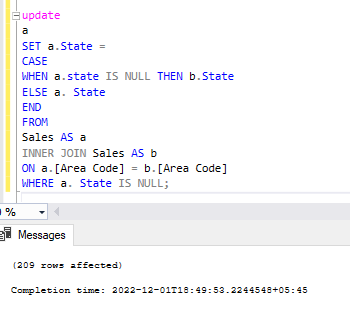 update
a
SET a.State =
CASE
WHEN a.state IS NULL THEN b.State
ELSE a. State
END
FROM
Sales AS a
INNER JOIN Sales AS b
ON a.[Area Code] = b.[Area Code]
WHERE a. State IS NULL;
%
Messages
(209 rows affected)
Completion time: 2022-12-01T18:49:53.2244548+05:45